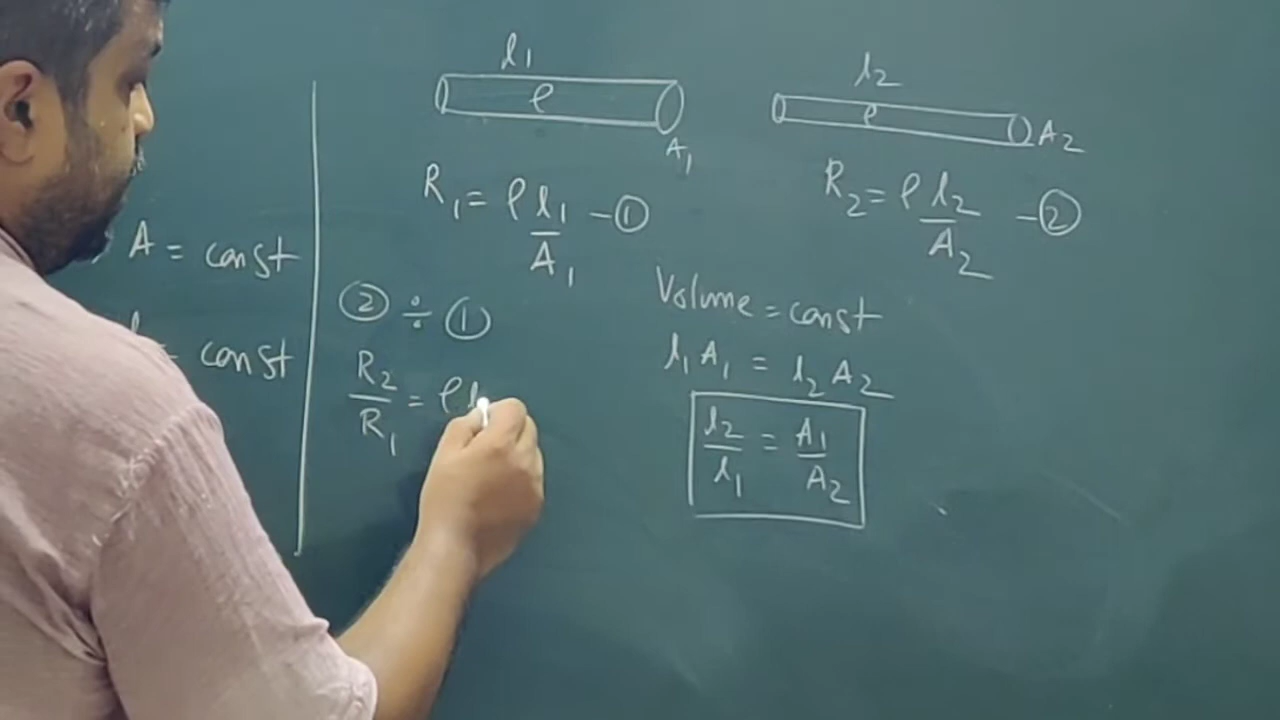 A = const
= const
l₁
ρ
A₁
R₁ = ρ l₁/A₁ - ①
l₂
ρ
A₂
R₂ = ρ l₂/A₂ - ②
② ÷ ①
R₂/R₁ = ρ l
Volume = const
l₁ A₁ = l₂ A₂
l₂/l₁ = A₁/A₂